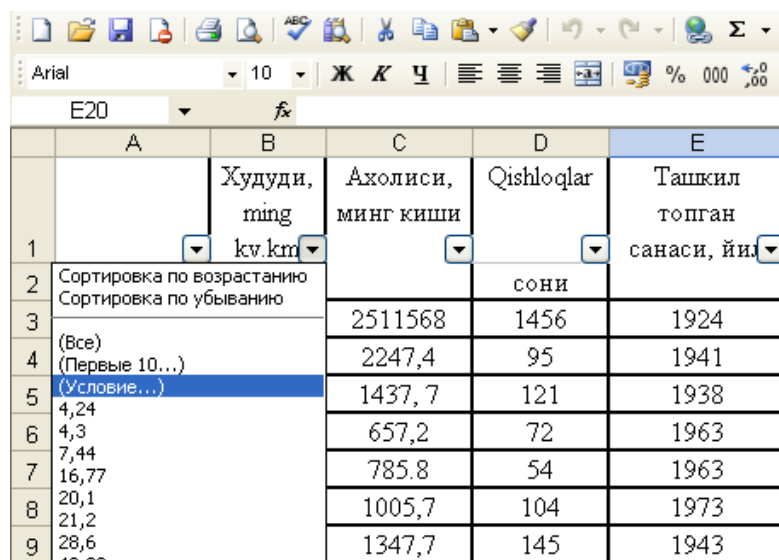 ABC
Σ
Arial 10 Ж К Ч % 000 ,0 ,00
E20 fx
A B C D E
1 Худуди, ming kv.km Ахолиси, минг киши Qishloqlar Ташкил топган санаси, йил
2 сони
Сортировка по возрастанию
Сортировка по убыванию
(Все)
(Первые 10...)
(Условие...)
4,24
4,3
7,44
16,77
20,1
21,2
28,6
3 2511568 1456 1924
4 2247,4 95 1941
5 1437, 7 121 1938
6 657,2 72 1963
7 785.8 54 1963
8 1005,7 104 1973
9 1347,7 145 1943